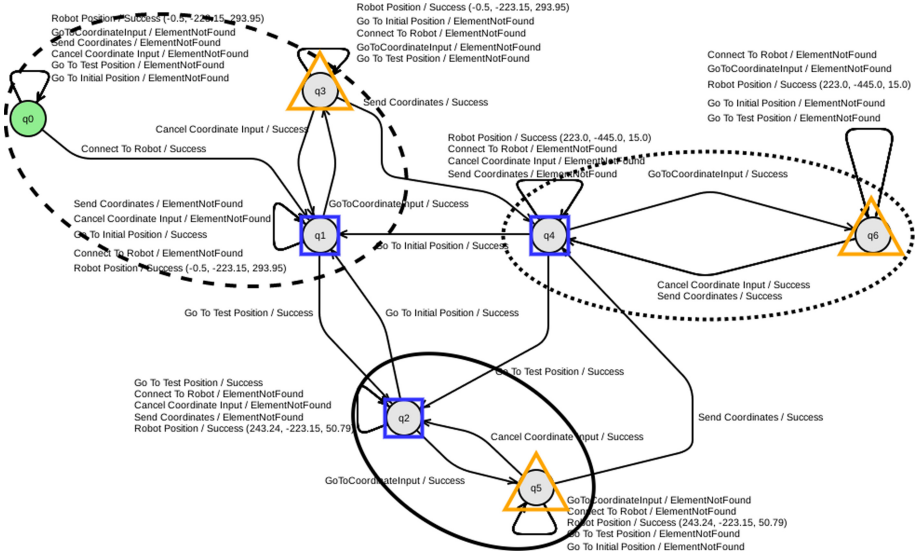 Robot Position / Success (-0.5, -223.15, 293.95)
GoToCoordinateInput / ElementNotFound
Send Coordinates / ElementNotFound
Cancel Coordinate Input / ElementNotFound
Go To Test Position / ElementNotFound
Go To Initial Position / ElementNotFound
q0
Robot Position / Success (-0.5, -223.15, 293.95)
Go To Initial Position / ElementNotFound
Connect To Robot / ElementNotFound
GoToCoordinateInput / ElementNotFound
Go To Test Position / ElementNotFound
q3
Send Coordinates / Success
Connect To Robot / ElementNotFound
GoToCoordinateInput / ElementNotFound
Robot Position / Success (223.0, -445.0, 15.0)
Go To Initial Position / ElementNotFound
Go To Test Position / ElementNotFound
Cancel Coordinate Input / Success
Connect To Robot / Success
Robot Position / Success (223.0, -445.0, 15.0)
Connect To Robot / ElementNotFound
Cancel Coordinate Input / ElementNotFound
Send Coordinates / ElementNotFound
GoToCoordinateInput / Success
Send Coordinates / ElementNotFound
Cancel Coordinate Input / ElementNotFound
Go To Initial Position / Success
Connect To Robot / ElementNotFound
Robot Position / Success (-0.5, -223.15, 293.95)
GoToCoordinateInput / Success
q1
q4
q6
Go To Initial Position / Success
Cancel Coordinate Input / Success
Send Coordinates / Success
Go To Test Position / Success
Go To Initial Position / Success
Go To Test Position / Success
Go To Test Position / Success
Connect To Robot / ElementNotFound
Cancel Coordinate Input / ElementNotFound
Send Coordinates / ElementNotFound
Robot Position / Success (243.24, -223.15, 50.79)
q2
Send Coordinates / Success
Cancel Coordinate Input / Success
GoToCoordinateInput / Success
q5
GoToCoordinateInput / ElementNotFound
Connect To Robot / ElementNotFound
Robot Position / Success (243.24, -223.15, 50.79)
Go To Test Position / ElementNotFound
Go To Initial Position / ElementNotFound